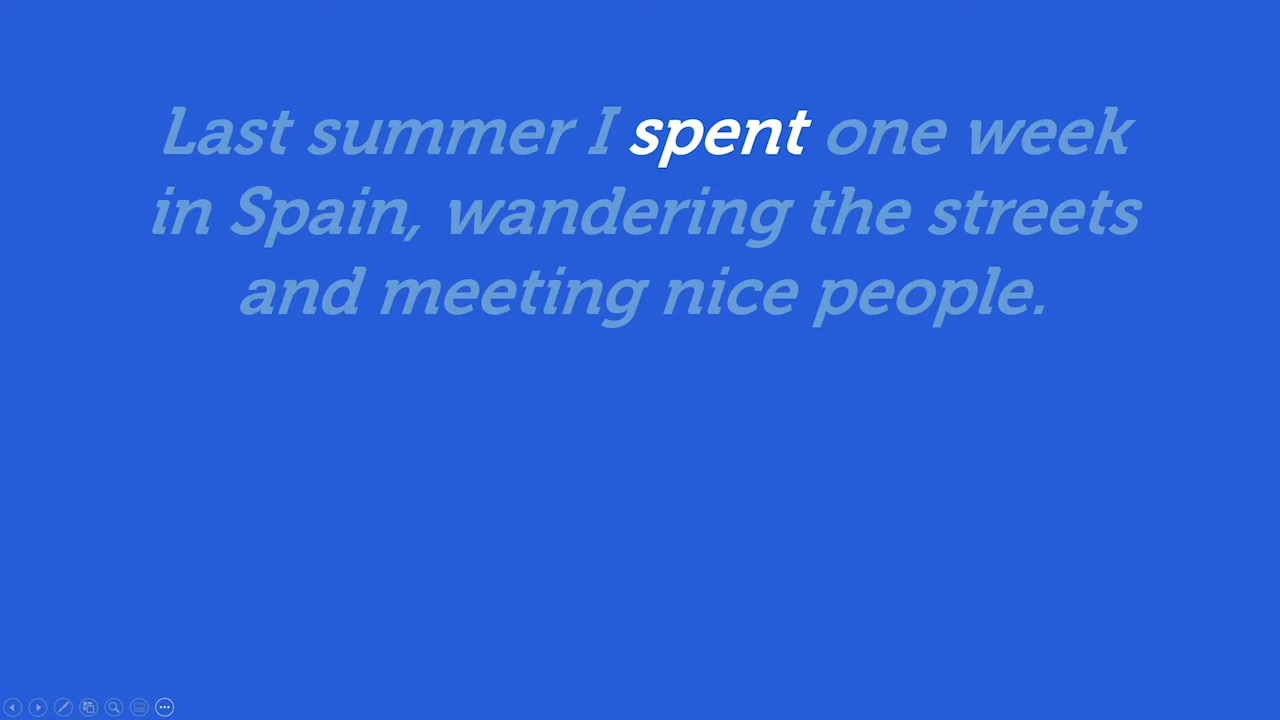 Last summer I spent one week
in Spain, wandering the streets
and meeting nice people.